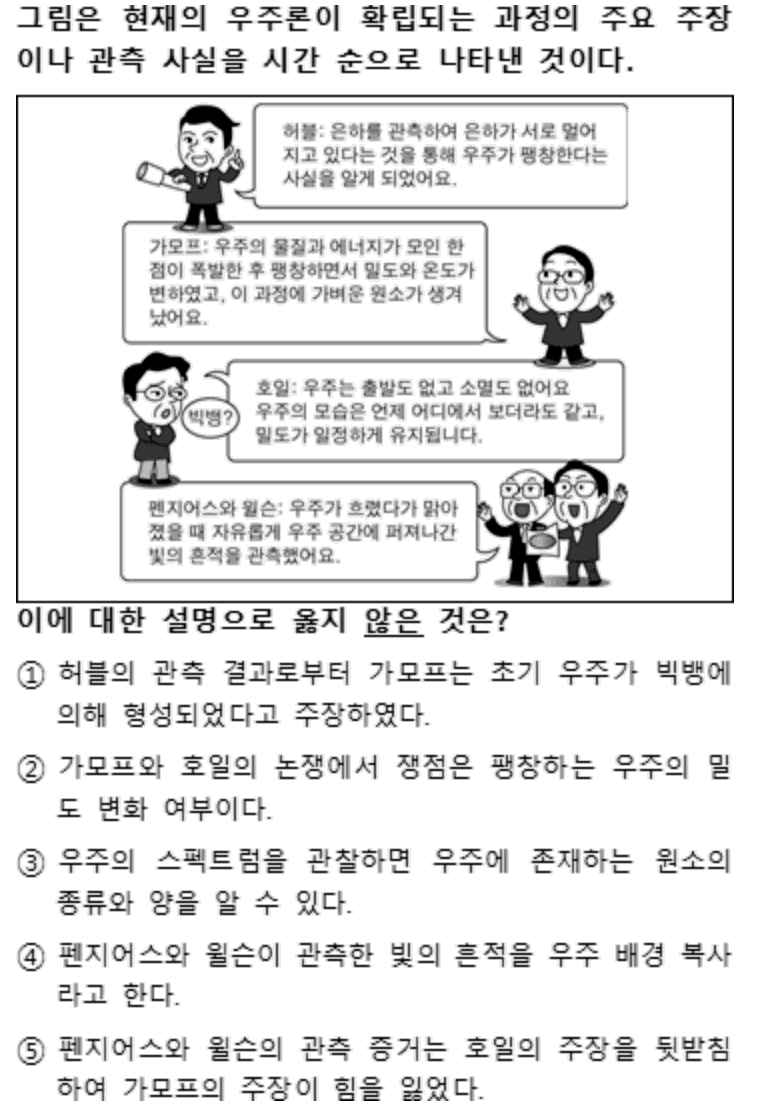 그림은 현재의 우주론이 확립되는 과정의 주요 주장
이나 관측 사실을 시간 순으로 나타낸 것이다.
허블: 은하를 관측하여 은하가 서로 멀어
지고 있다는 것을 통해 우주가 팽창한다는
사실을 알게 되었어요.
가모프: 우주의 물질과 에너지가 모인 한
점이 폭발한 후 팽창하면서 밀도와 온도가
변하였고, 이 과정에 가벼운 원소가 생겨
났어요.
빅뱅?
호일: 우주는 출발도 없고 소멸도 없어요
우주의 모습은 언제 어디에서 보더라도 같고,
밀도가 일정하게 유지됩니다.
펜지어스와 윌슨: 우주가 흐렸다가 맑아
졌을 때 자유롭게 우주 공간에 퍼져나간
빛의 흔적을 관측했어요.
이에 대한 설명으로 옳지 않은 것은?
① 허블의 관측 결과로부터 가모프는 초기 우주가 빅뱅에
의해 형성되었다고 주장하였다.
② 가모프와 호일의 논쟁에서 쟁점은 팽창하는 우주의 밀
도 변화 여부이다.
③ 우주의 스펙트럼을 관찰하면 우주에 존재하는 원소의
종류와 양을 알 수 있다.
④ 펜지어스와 윌슨이 관측한 빛의 흔적을 우주 배경 복사
라고 한다.
⑤ 펜지어스와 윌슨의 관측 증거는 호일의 주장을 뒷받침
하여 가모프의 주장이 힘을 잃었다.